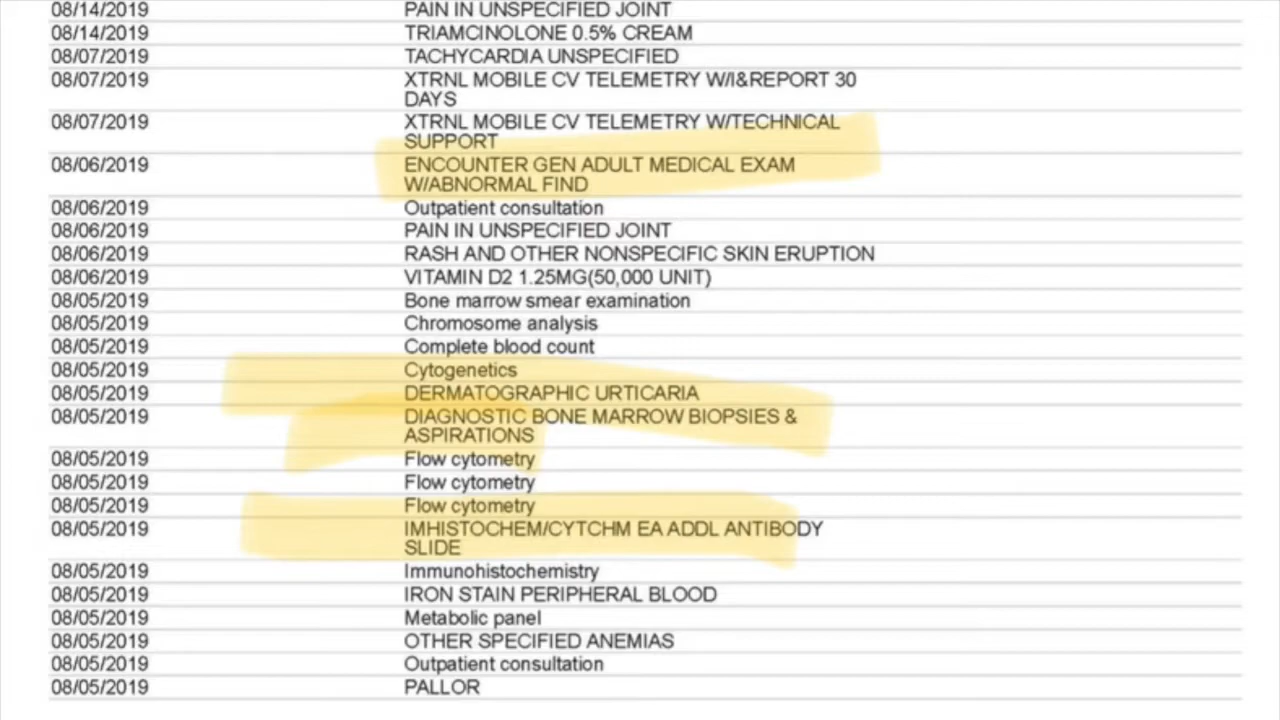 08/14/2019 PAIN IN UNSPECIFIED JOINT
08/14/2019 TRIAMCINOLONE 0.5% CREAM
08/07/2019 TACHYCARDIA UNSPECIFIED
08/07/2019 XTRNL MOBILE CV TELEMETRY W/I&REPORT 30
DAYS
08/07/2019 XTRNL MOBILE CV TELEMETRY W/TECHNICAL
SUPPORT
08/06/2019 ENCOUNTER GEN ADULT MEDICAL EXAM
W/ABNORMAL FIND
08/06/2019 Outpatient consultation
08/06/2019 PAIN IN UNSPECIFIED JOINT
08/06/2019 RASH AND OTHER NONSPECIFIC SKIN ERUPTION
08/06/2019 VITAMIN D2 1.25MG(50,000 UNIT)
08/05/2019 Bone marrow smear examination
08/05/2019 Chromosome analysis
08/05/2019 Complete blood count
08/05/2019 Cytogenetics
08/05/2019 DERMATOGRAPHIC URTICARIA
08/05/2019 DIAGNOSTIC BONE MARROW BIOPSIES &
ASPIRATIONS
08/05/2019 Flow cytometry
08/05/2019 Flow cytometry
08/05/2019 Flow cytometry
08/05/2019 IMHISTOCHEM/CYTCHM EA ADDL ANTIBODY
SLIDE
08/05/2019 Immunohistochemistry
08/05/2019 IRON STAIN PERIPHERAL BLOOD
08/05/2019 Metabolic panel
08/05/2019 OTHER SPECIFIED ANEMIAS
08/05/2019 Outpatient consultation
08/05/2019 PALLOR